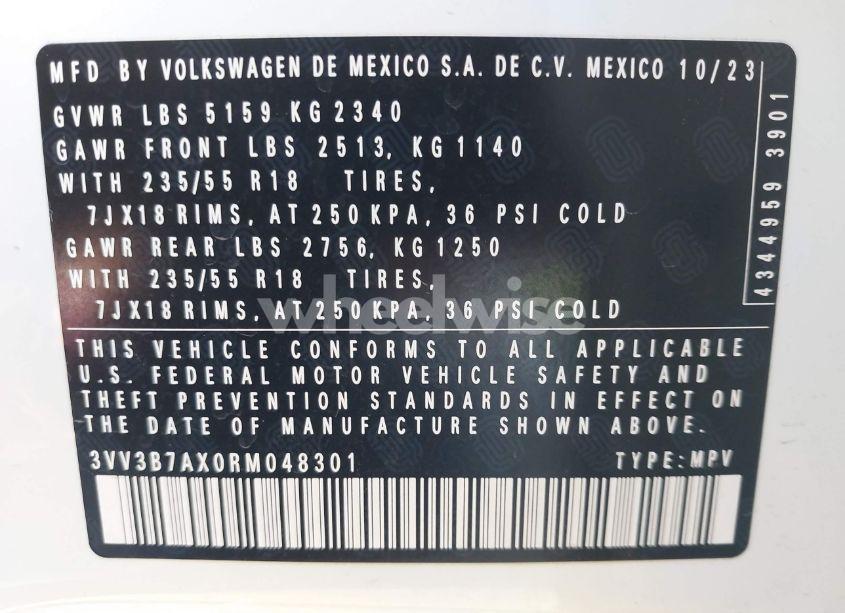 MFD BY VOLKSWAGEN DE MEXICO S.A. DE C.V. MEXICO 10/23
GVWR LBS 5159 KG 2340
GAWR FRONT LBS 2513, KG 1140
WITH 235/55 R18 TIRES,
7JX18 RIMS, AT 250 KPA, 36 PSI COLD
GAWR REAR LBS 2756, KG 1250
WITH 235/55 R18 TIRES,
7JX18 RIMS, AT 250 KPA, 36 PSI COLD
wheelwise
THIS VEHICLE CONFORMS TO ALL APPLICABLE
U.S. FEDERAL MOTOR VEHICLE SAFETY AND
THEFT PREVENTION STANDARDS IN EFFECT ON
THE DATE OF MANUFACTURE SHOWN ABOVE.
3VV3B7AX0RM048301 TYPE: MPV
4344959 3901